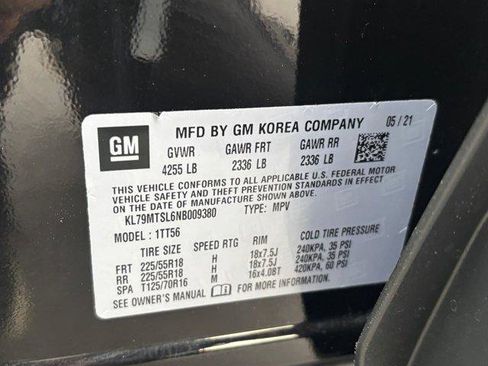 GM
MFD BY GM KOREA COMPANY 05 / 21
GVWR GAWR FRT GAWR RR
4255 LB 2336 LB 2336 LB
THIS VEHICLE CONFORMS TO ALL APPLICABLE U.S. FEDERAL MOTOR
VEHICLE SAFETY AND THEFT PREVENTION STANDARDS IN EFFECT ON THE
DATE OF MANUFACTURE SHOWN ABOVE.
KL79MTSL6NB009380 TYPE: MPV
MODEL : 1TT56
TIRE SIZE SPEED RTG RIM COLD TIRE PRESSURE
FRT 225/55R18 H 18x7.5J 240KPA, 35 PSI
RR 225/55R18 H 18x7.5J 240KPA, 35 PSI
SPA T125/70R16 M 16x4.0BT 420KPA, 60 PSI
SEE OWNER'S MANUAL FOR MORE INFORMATION.